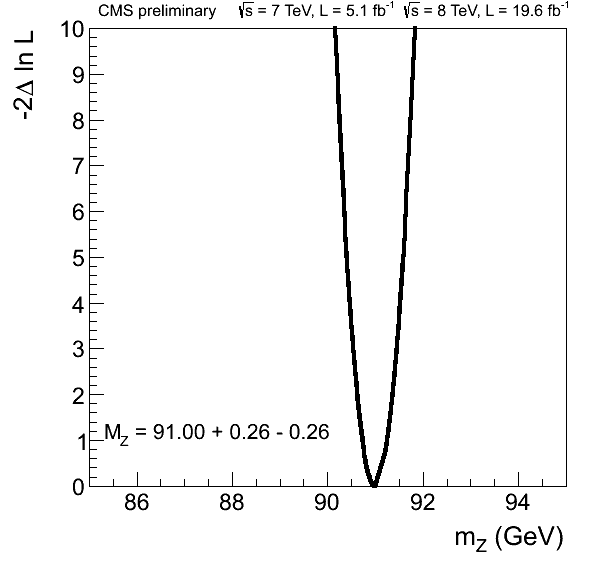 CMS preliminary √s = 7 TeV, L = 5.1 fb⁻¹ √s = 8 TeV, L = 19.6 fb⁻¹
-2Δ ln L
10
9
8
7
6
5
4
3
2
1
0
M_Z = 91.00 + 0.26 - 0.26
86 88 90 92 94
m_Z (GeV)